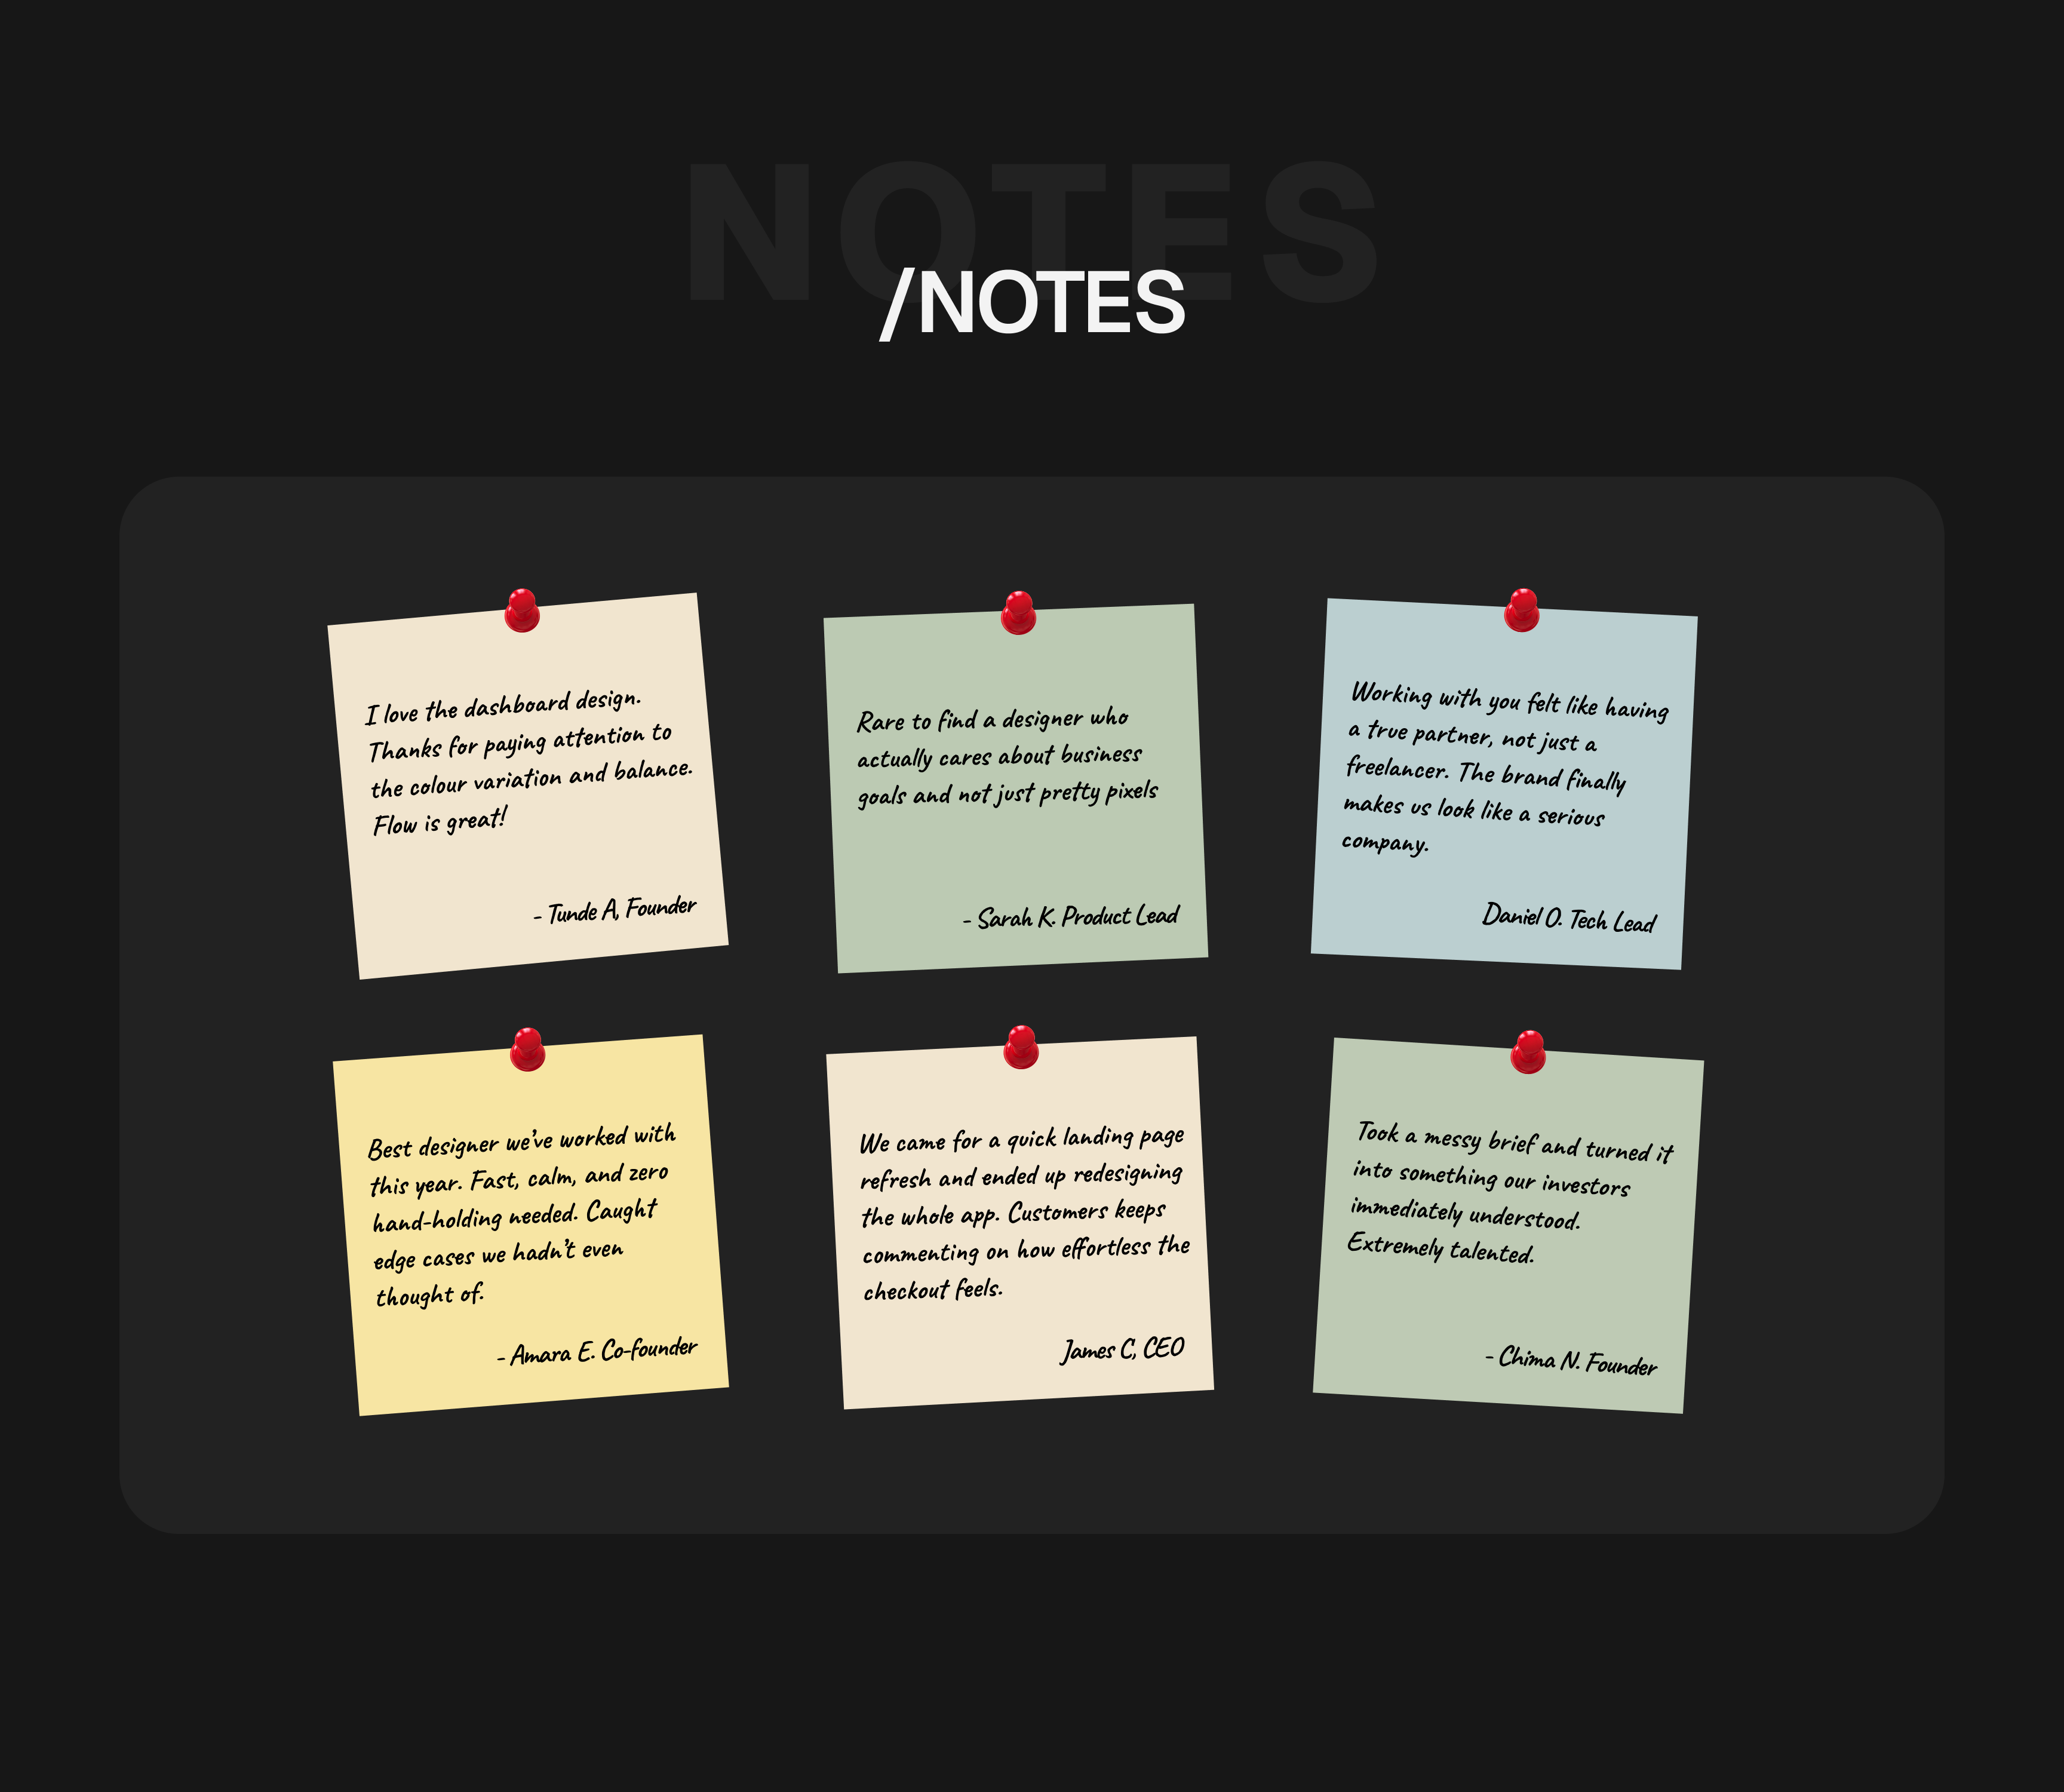 NOTES
/NOTES
I love the dashboard design.
Thanks for paying attention to
the colour variation and balance.
Flow is great!
- Tunde A, Founder
Rare to find a designer who
actually cares about business
goals and not just pretty pixels
- Sarah K. Product Lead
Working with you felt like having
a true partner, not just a
freelancer. The brand finally
makes us look like a serious
company.
Daniel O. Tech Lead
Best designer we've worked with
this year. Fast, calm, and zero
hand-holding needed. Caught
edge cases we hadn't even
thought of.
- Amara E. Co-founder
We came for a quick landing page
refresh and ended up redesigning
the whole app. Customers keeps
commenting on how effortless the
checkout feels.
James C, CEO
Took a messy brief and turned it
into something our investors
immediately understood.
Extremely talented.
- Chima N. Founder